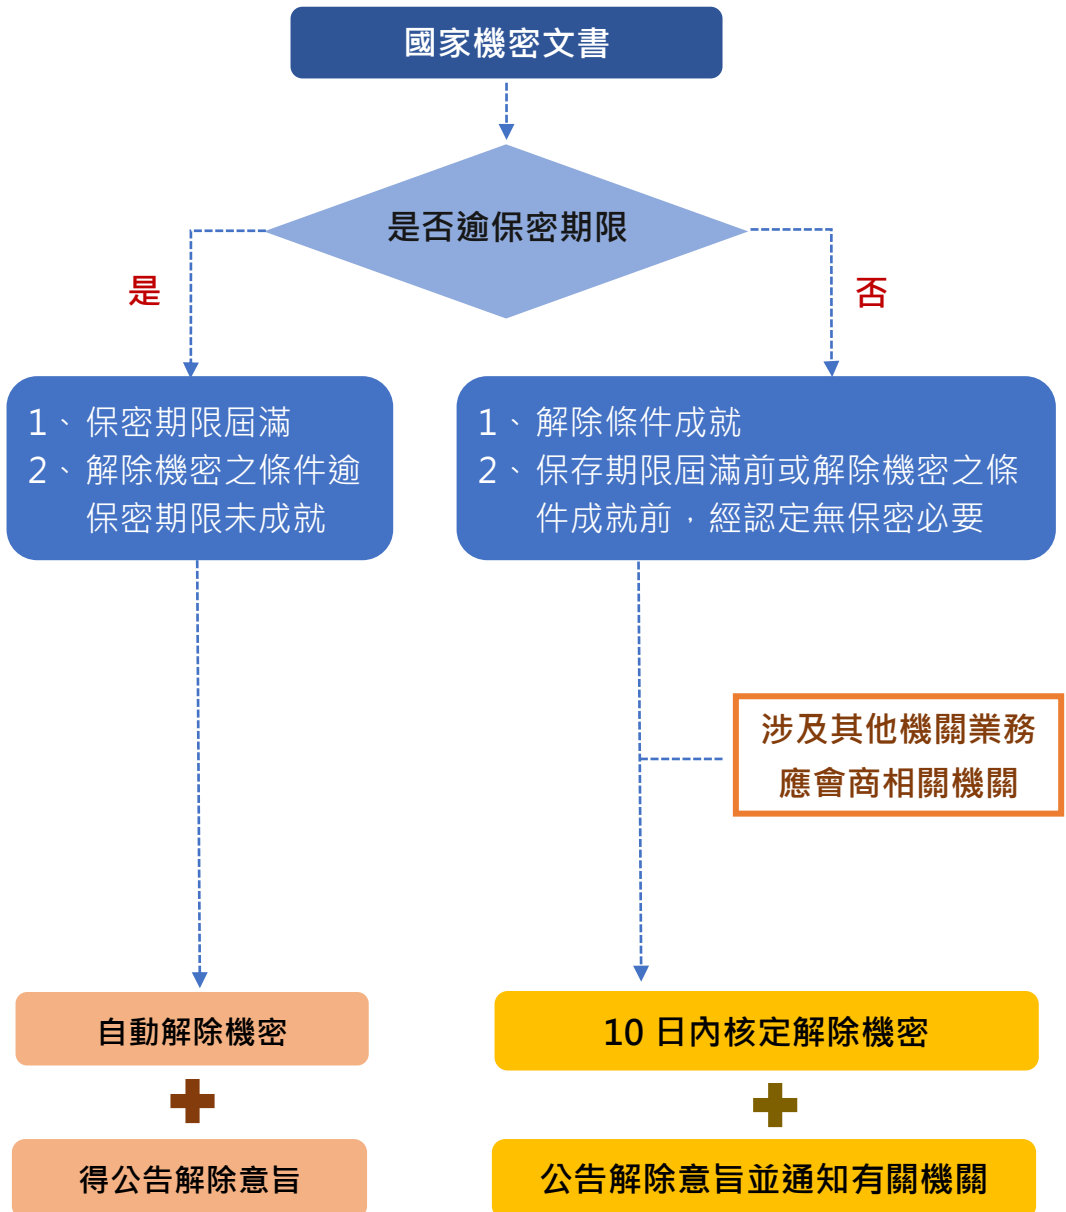 國家機密文書
是否逾保密期限
是
否
1、保密期限屆滿
2、解除機密之條件逾
保密期限未成就
1、解除條件成就
2、保存期限屆滿前或解除機密之條
件成就前，經認定無保密必要
涉及其他機關業務
應會商相關機關
自動解除機密
10 日內核定解除機密
得公告解除意旨
公告解除意旨並通知有關機關